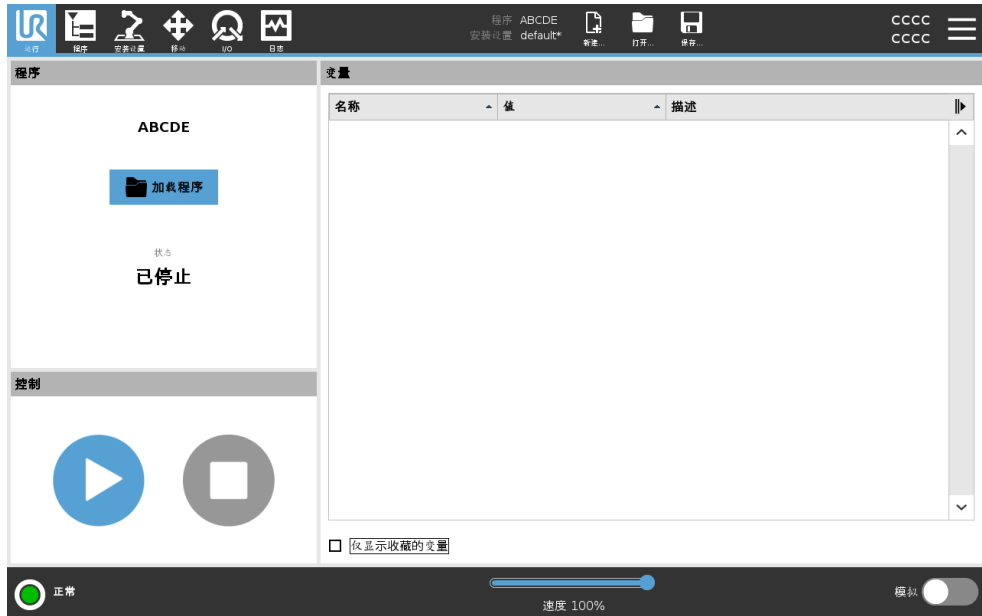 程序 ABCDE
安装设置 default*
CCCC
CCCC
运行
程序
安装设置
移动
I/O
日志
新建...
打开...
保存...
程序
变量
名称
值
描述
ABCDE
加载程序
状态
已停止
控制
仅显示收藏的变量
正常
速度 100%
模拟